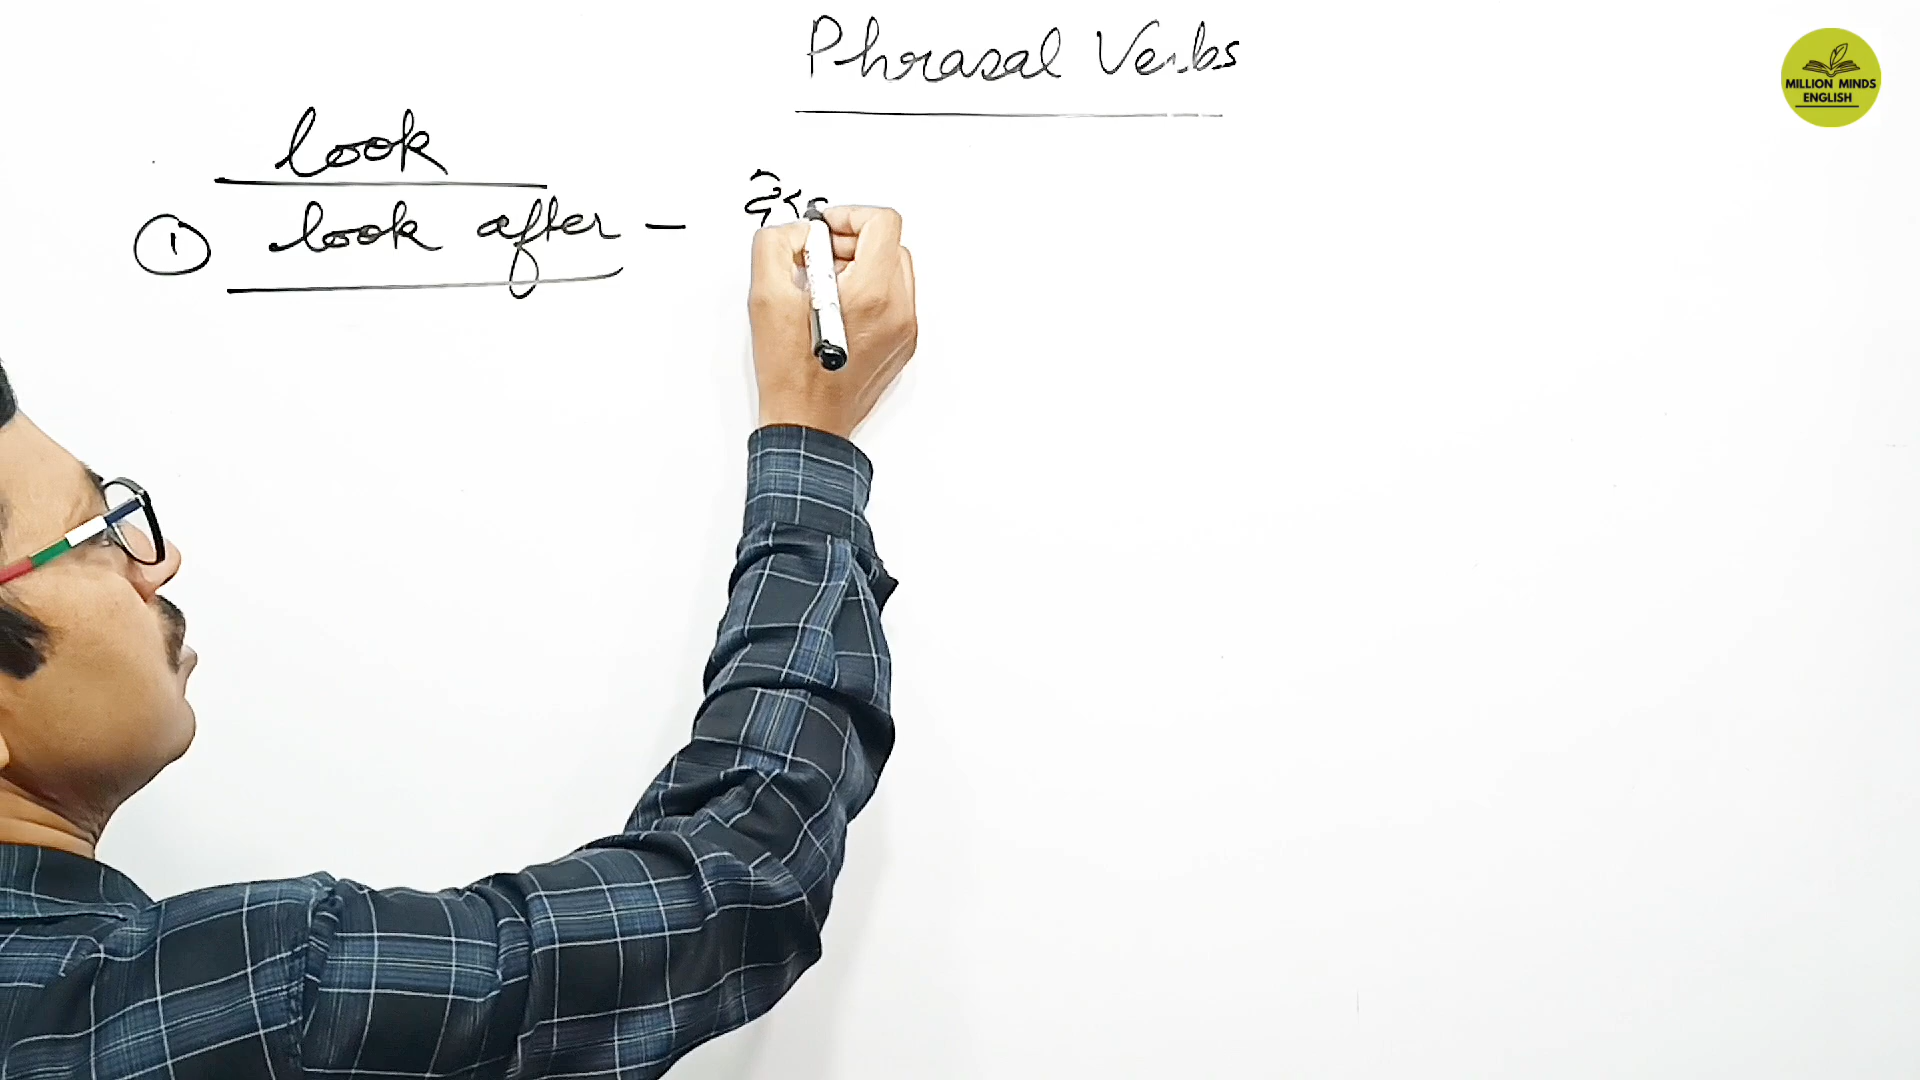 Phrasal Verbs
MILLION MINDS
ENGLISH
look
① look after –